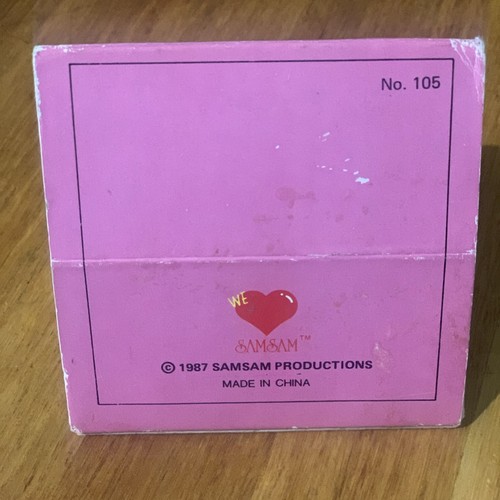 No. 105
WE
SAMSAM™
© 1987 SAMSAM PRODUCTIONS
MADE IN CHINA